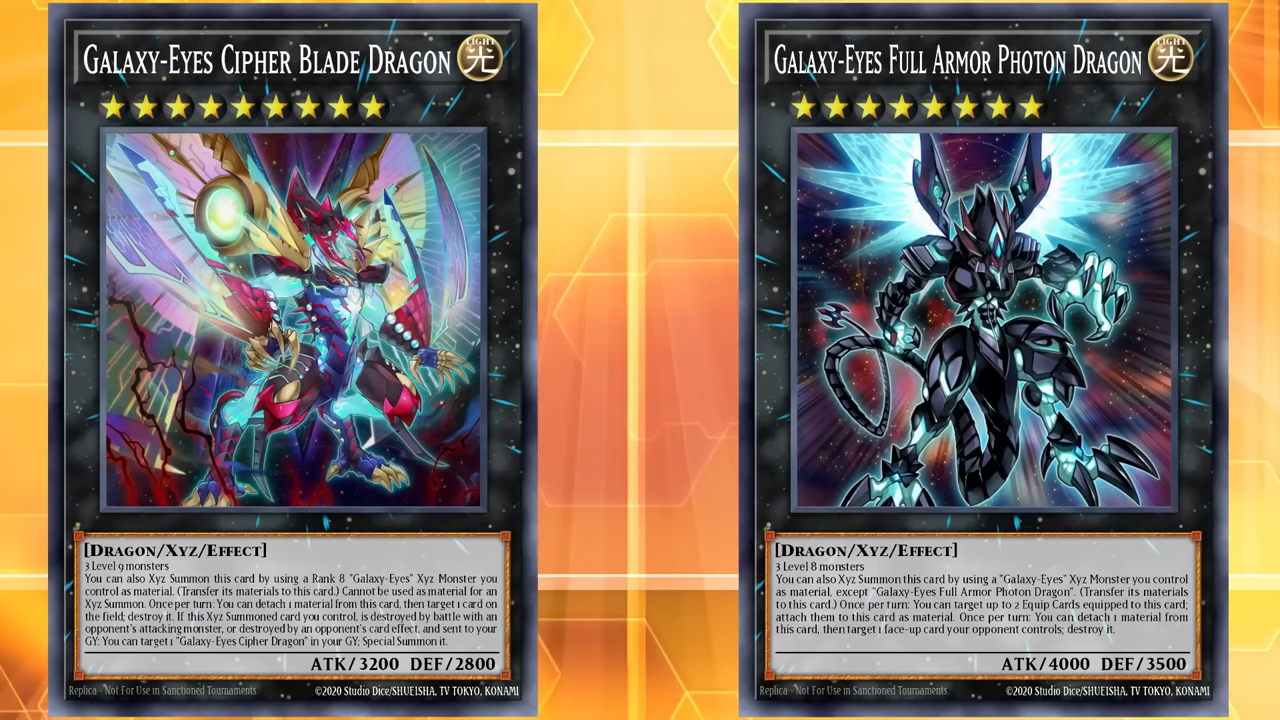 GALAXY-EYES CIPHER BLADE DRAGON
LIGHT
光
[DRAGON/XYZ/EFFECT]
3 Level 9 monsters
You can also Xyz Summon this card by using a Rank 8 "Galaxy-Eyes" Xyz Monster you
control as material. (Transfer its materials to this card.) Cannot be used as material for an
Xyz Summon. Once per turn: You can detach 1 material from this card, then target 1 card on
the field; destroy it. If this Xyz Summoned card you control, is destroyed by battle with an
opponent's attacking monster, or destroyed by an opponent's card effect, and sent to your
GY: You can target 1 "Galaxy-Eyes Cipher Dragon" in your GY; Special Summon it.
ATK/3200 DEF/2800
Replica - Not For Use in Sanctioned Tournaments
©2020 Studio Dice/SHUEISHA, TV TOKYO, KONAMI
GALAXY-EYES FULL ARMOR PHOTON DRAGON
LIGHT
光
[DRAGON/XYZ/EFFECT]
3 Level 8 monsters
You can also Xyz Summon this card by using a "Galaxy-Eyes" Xyz Monster you control
as material, except "Galaxy-Eyes Full Armor Photon Dragon". (Transfer its materials
to this card.) Once per turn: You can target up to 2 Equip Cards equipped to this card;
attach them to this card as material. Once per turn: You can detach 1 material from
this card, then target 1 face-up card your opponent controls; destroy it.
ATK/4000 DEF/3500
Replica - Not For Use in Sanctioned Tournaments.
©2020 Studio Dice/SHUEISHA, TV TOKYO, KONAMI